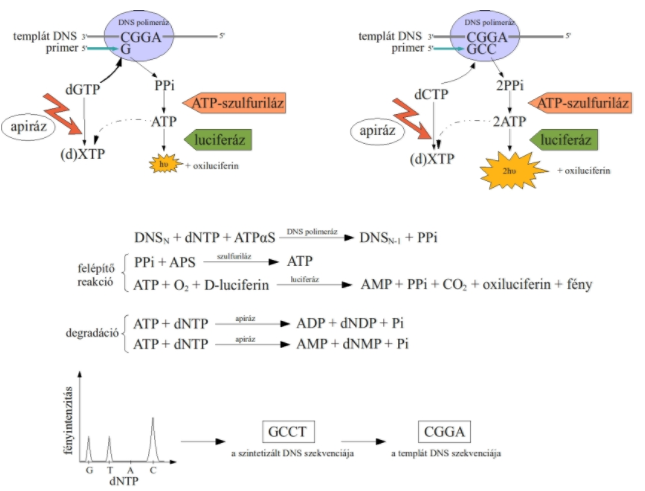 DNS polimeráz
templát DNS 3' CGGA 5'
primer 5' G
dGTP PPi
ATP-szulfuriláz
apiráz ATP
luciferáz
(d)XTP hυ + oxiluciferin
DNS polimeráz
templát DNS 3' CGGA 5'
primer 5' GCC
dCTP 2PPi
ATP-szulfuriláz
apiráz 2ATP
luciferáz
(d)XTP 2hυ + oxiluciferin
DNS_N + dNTP + ATPαS DNS polimeráz DNS_N-1 + PPi
felépítő reakció
PPi + APS szulfuriláz ATP
ATP + O₂ + D-luciferin luciferáz AMP + PPi + CO₂ + oxiluciferin + fény
degradáció
ATP + dNTP apiráz ADP + dNDP + Pi
ATP + dNTP apiráz AMP + dNMP + Pi
fényintenzitás
G T A C
dNTP
GCCT
a szintetizált DNS szekvenciája
CGGA
a templát DNS szekvenciája